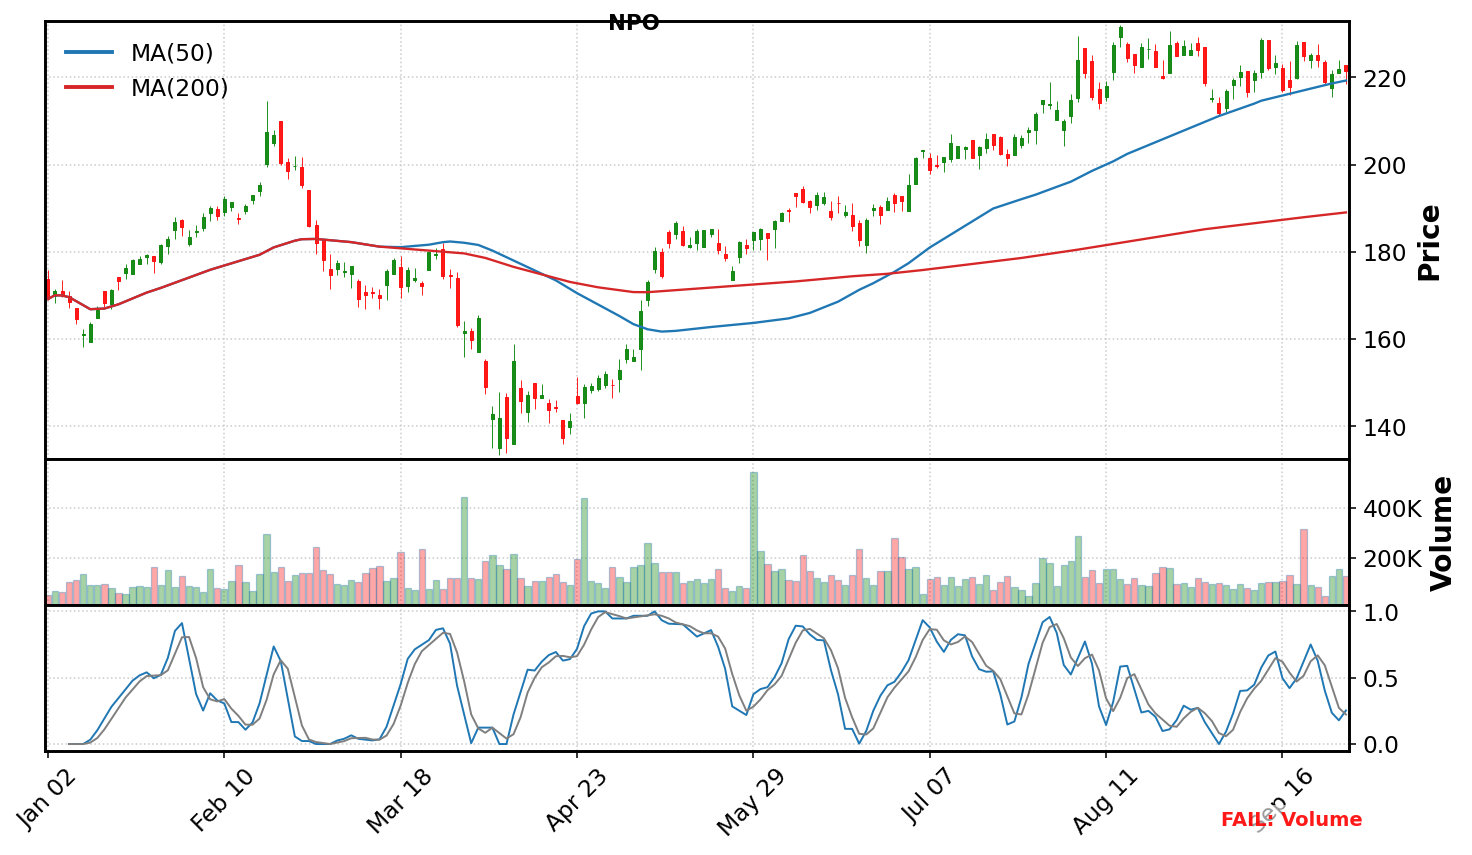 NPO
MA(50)
MA(200)
220
200
180
160
140
Price
400K
200K
Volume
1.0
0.5
0.0
Jan 02
Feb 10
Mar 18
Apr 23
May 29
Jul 07
Aug 11
Sep 16
FAIL: Volume